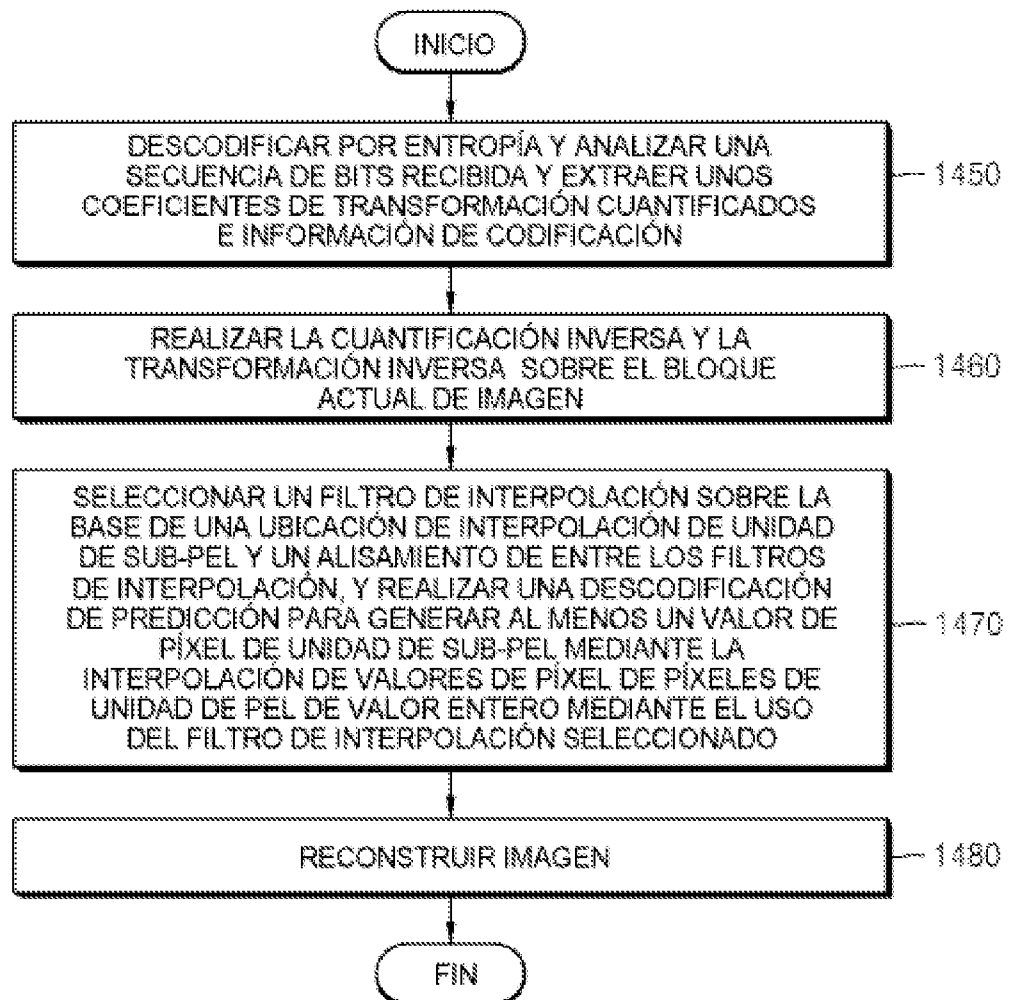 INICIO
DESCODIFICAR POR ENTROPÍA Y ANALIZAR UNA
SECUENCIA DE BITS RECIBIDA Y EXTRAER UNOS
COEFICIENTES DE TRANSFORMACIÓN CUANTIFICADOS
E INFORMACIÓN DE CODIFICACIÓN
1450
REALIZAR LA CUANTIFICACIÓN INVERSA Y LA
TRANSFORMACIÓN INVERSA SOBRE EL BLOQUE
ACTUAL DE IMAGEN
1460
SELECCIONAR UN FILTRO DE INTERPOLACIÓN SOBRE LA
BASE DE UNA UBICACIÓN DE INTERPOLACIÓN DE UNIDAD
DE SUB-PEL Y UN ALISAMIENTO DE ENTRE LOS FILTROS
DE INTERPOLACIÓN, Y REALIZAR UNA DESCODIFICACIÓN
DE PREDICCIÓN PARA GENERAR AL MENOS UN VALOR DE
PÍXEL DE UNIDAD DE SUB-PEL MEDIANTE LA
INTERPOLACIÓN DE VALORES DE PÍXEL DE PÍXELES DE
UNIDAD DE PEL DE VALOR ENTERO MEDIANTE EL USO
DEL FILTRO DE INTERPOLACIÓN SELECCIONADO
1470
RECONSTRUIR IMAGEN
1480
FIN